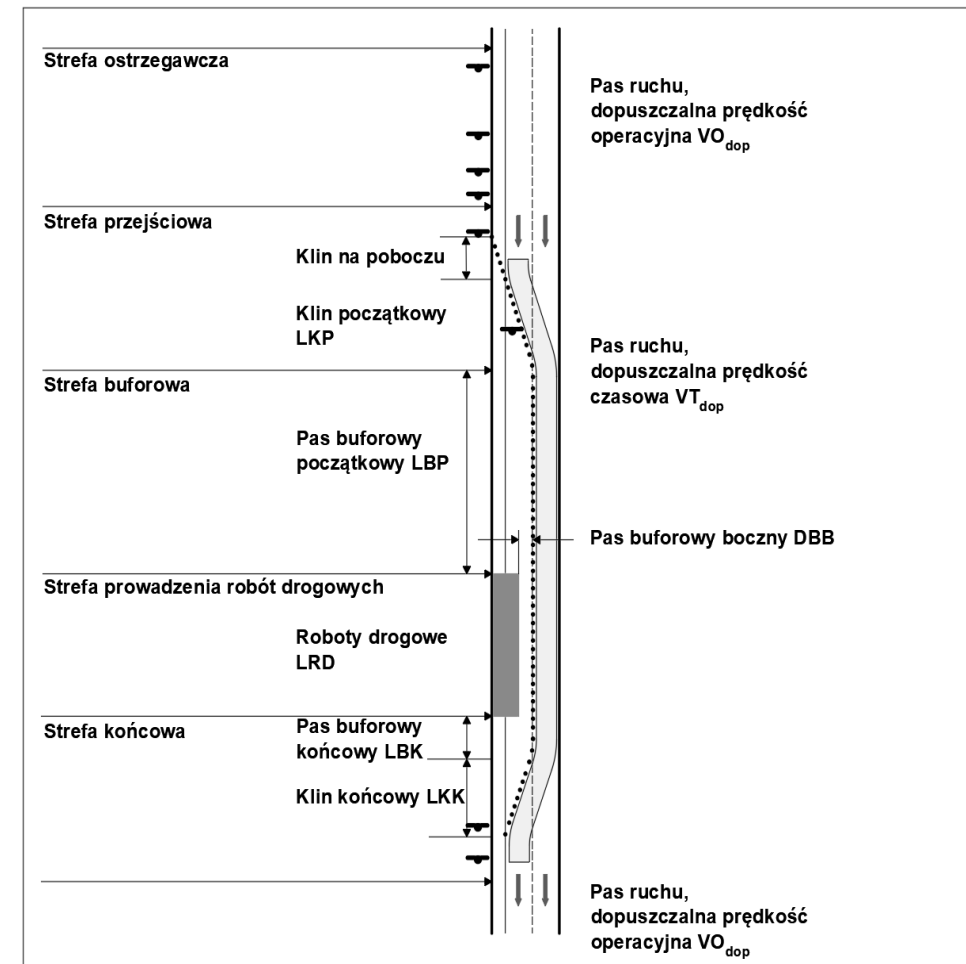 Strefa ostrzegawcza
Pas ruchu,
dopuszczalna prędkość
operacyjna VOdop
Strefa przejściowa
Klin na poboczu
Klin początkowy
LKP
Pas ruchu,
dopuszczalna prędkość
czasowa VTdop
Strefa buforowa
Pas buforowy
początkowy LBP
Pas buforowy boczny DBB
Strefa prowadzenia robót drogowych
Roboty drogowe
LRD
Strefa końcowa
Pas buforowy
końcowy LBK
Klin końcowy LKK
Pas ruchu,
dopuszczalna prędkość
operacyjna VOdop